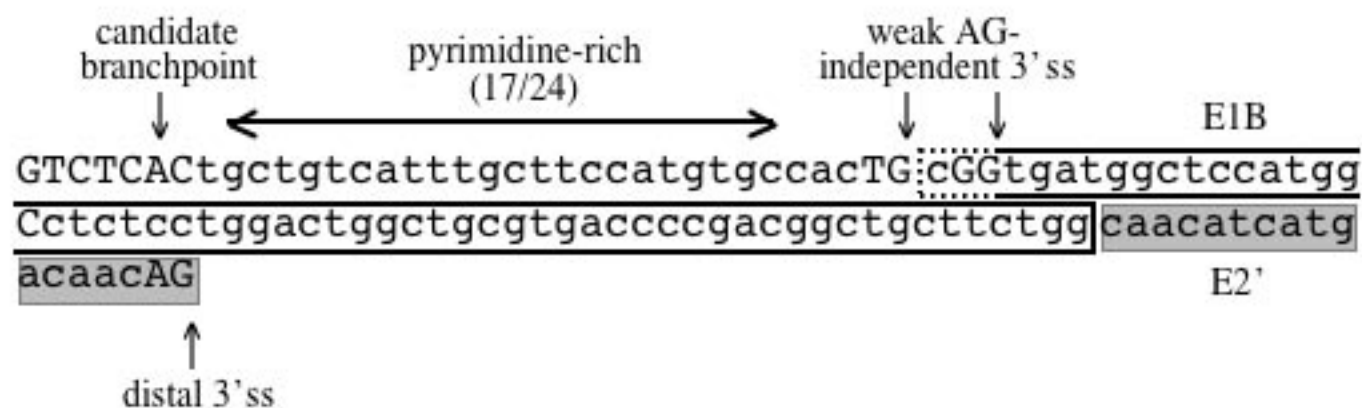 candidate
branchpoint
pyrimidine-rich
(17/24)
weak AG-
independent 3'ss
E1B
GTCTCACtgctgtcatttgcttccatgtgccacTGcGGtgatggctccatgg
Cctctcctggactggctgcgtgaccccgacggctgcttctggcaacatcatg
acaacAG
E2'
distal 3'ss